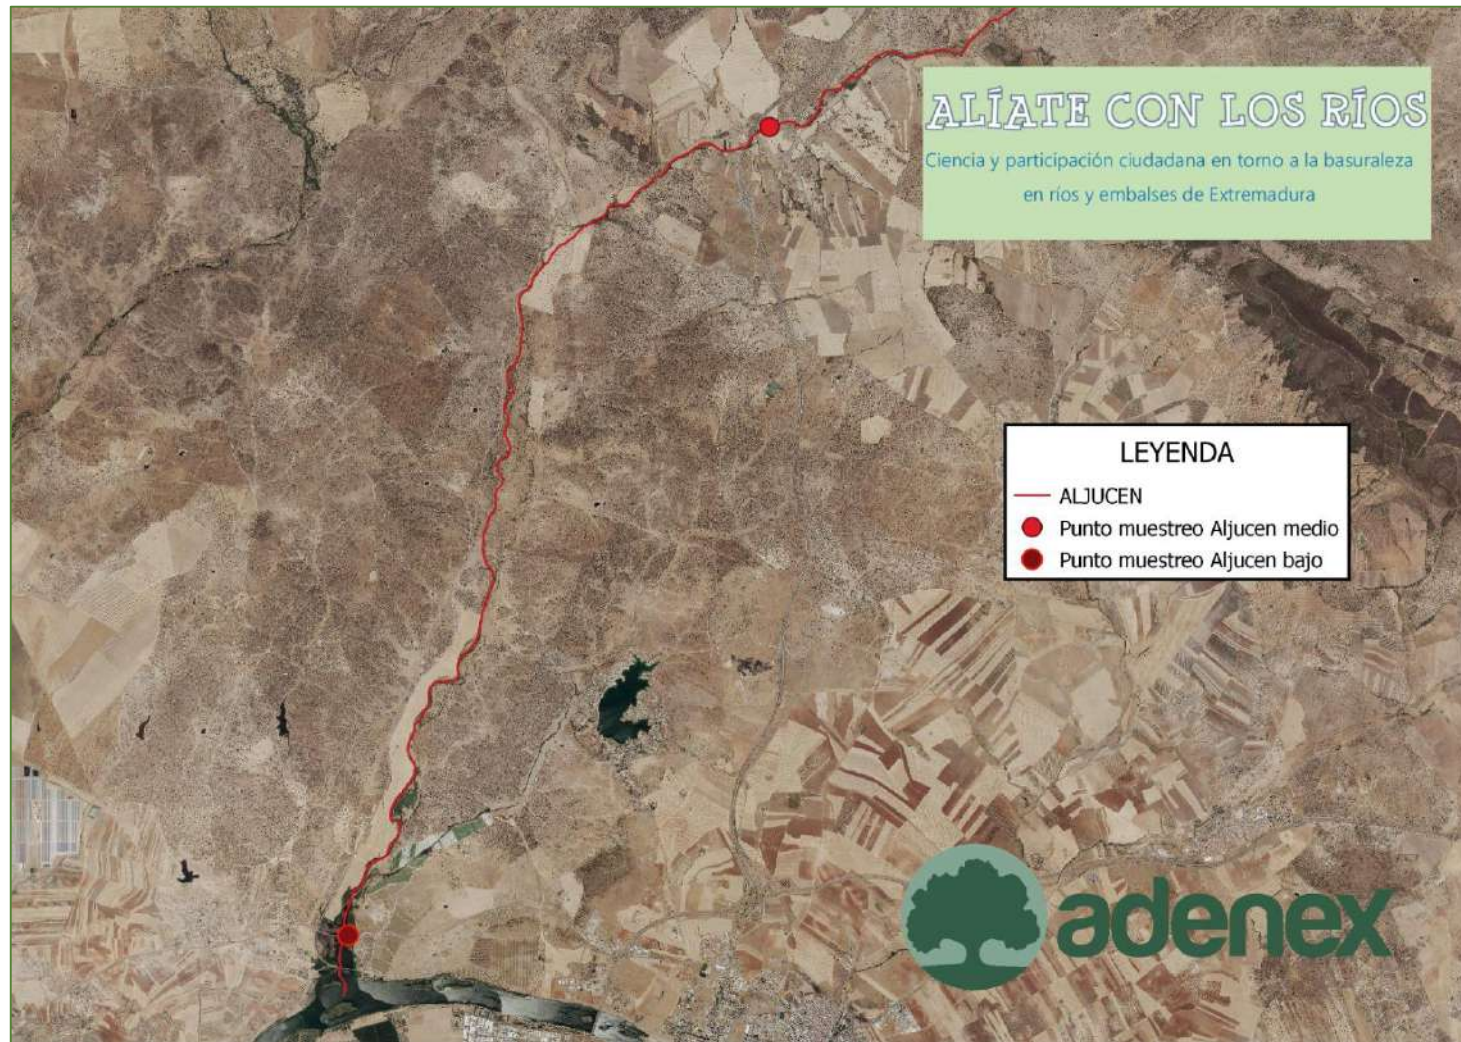 ALÍATE CON LOS RÍOS
Ciencia y participación ciudadana en torno a la basuraleza
en ríos y embalses de Extremadura
LEYENDA
ALJUCEN
Punto muestreo Aljucen medio
Punto muestreo Aljucen bajo
adenex